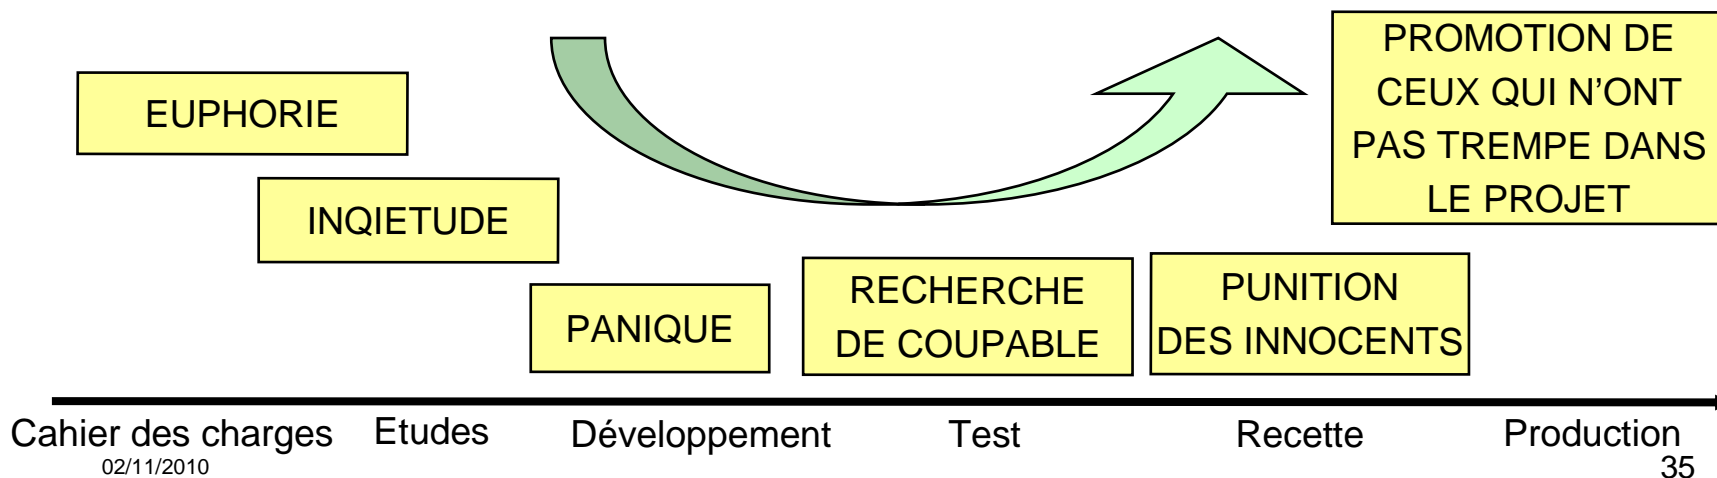 EUPHORIE
INQIETUDE
PANIQUE
RECHERCHE
DE COUPABLE
PUNITION
DES INNOCENTS
PROMOTION DE
CEUX QUI N'ONT
PAS TREMPE DANS
LE PROJET
Cahier des charges
Etudes
Développement
Test
Recette
Production
02/11/2010
35